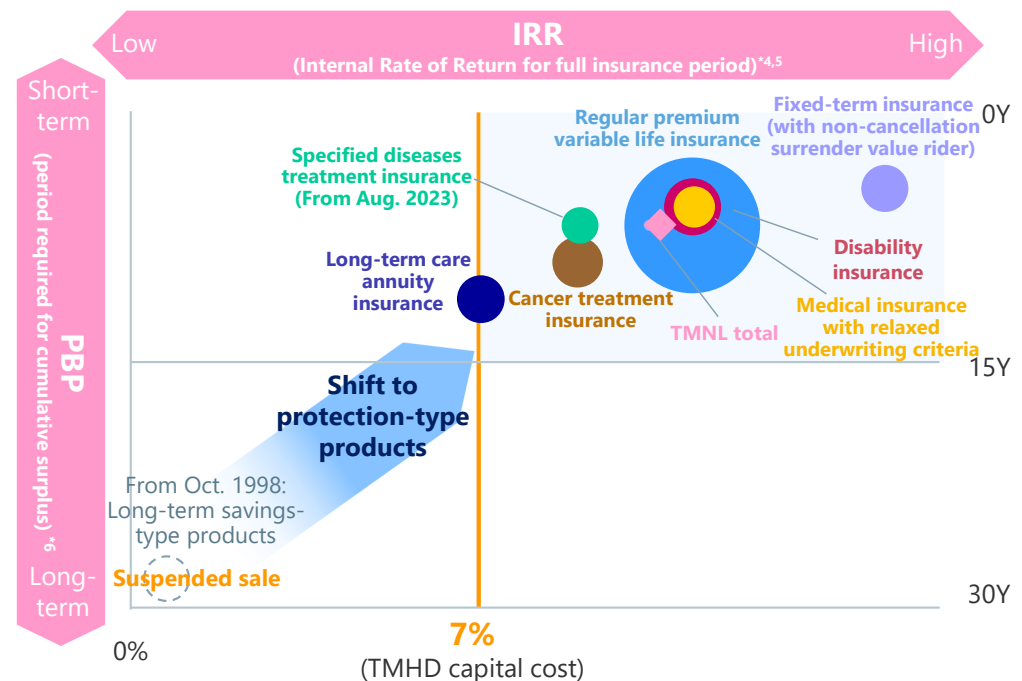 IRR
Low
High
(Internal Rate of Return for full insurance period)*4,5
Short-
term
PBP
(period required for cumulative surplus) *6
Long-
term
Fixed-term insurance
(with non-cancellation
surrender value rider)
0Y
Regular premium
variable life insurance
Specified diseases
treatment insurance
(From Aug. 2023)
Disability
insurance
Long-term care
annuity
insurance
Cancer treatment
insurance
Medical insurance
with relaxed
underwriting criteria
TMNL total
15Y
Shift to
protection-type
products
From Oct. 1998:
Long-term savings-
type products
Suspended sale
30Y
0%
7%
(TMHD capital cost)